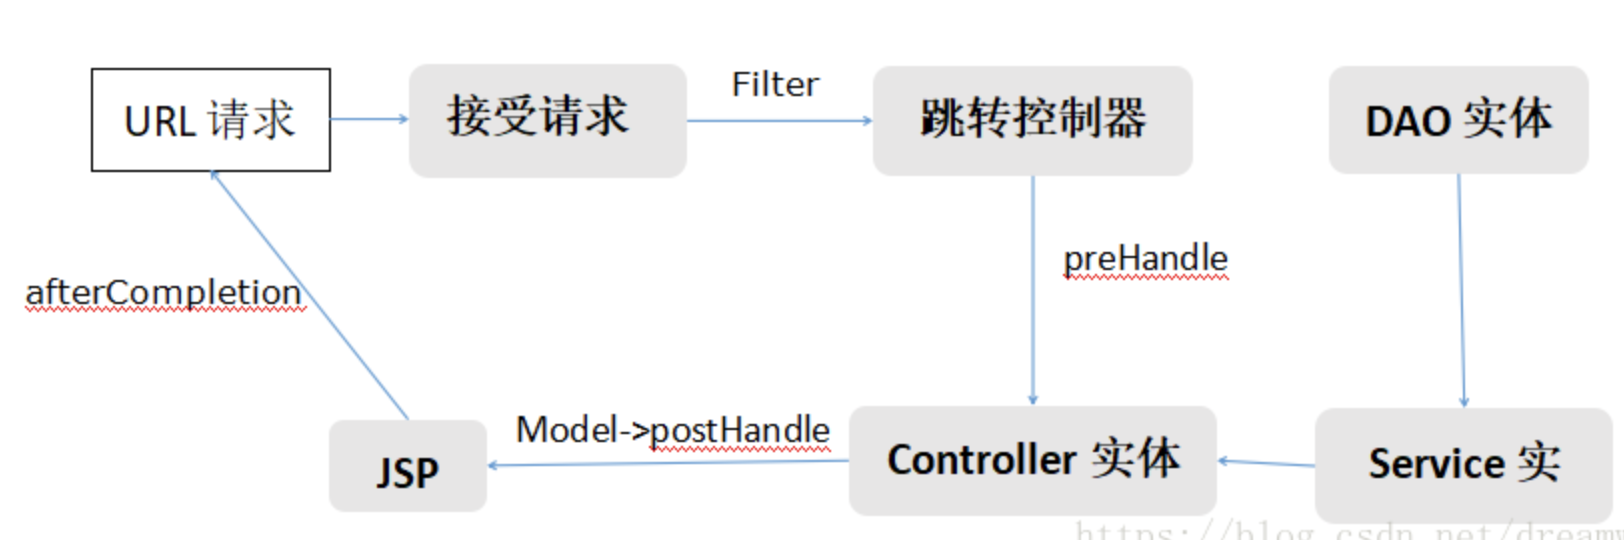 URL 请求
接受请求
Filter
跳转控制器
DAO 实体
preHandle
afterCompletion
Model->postHandle
JSP
Controller 实体
Service 实
https://blog.csdn.net/dream